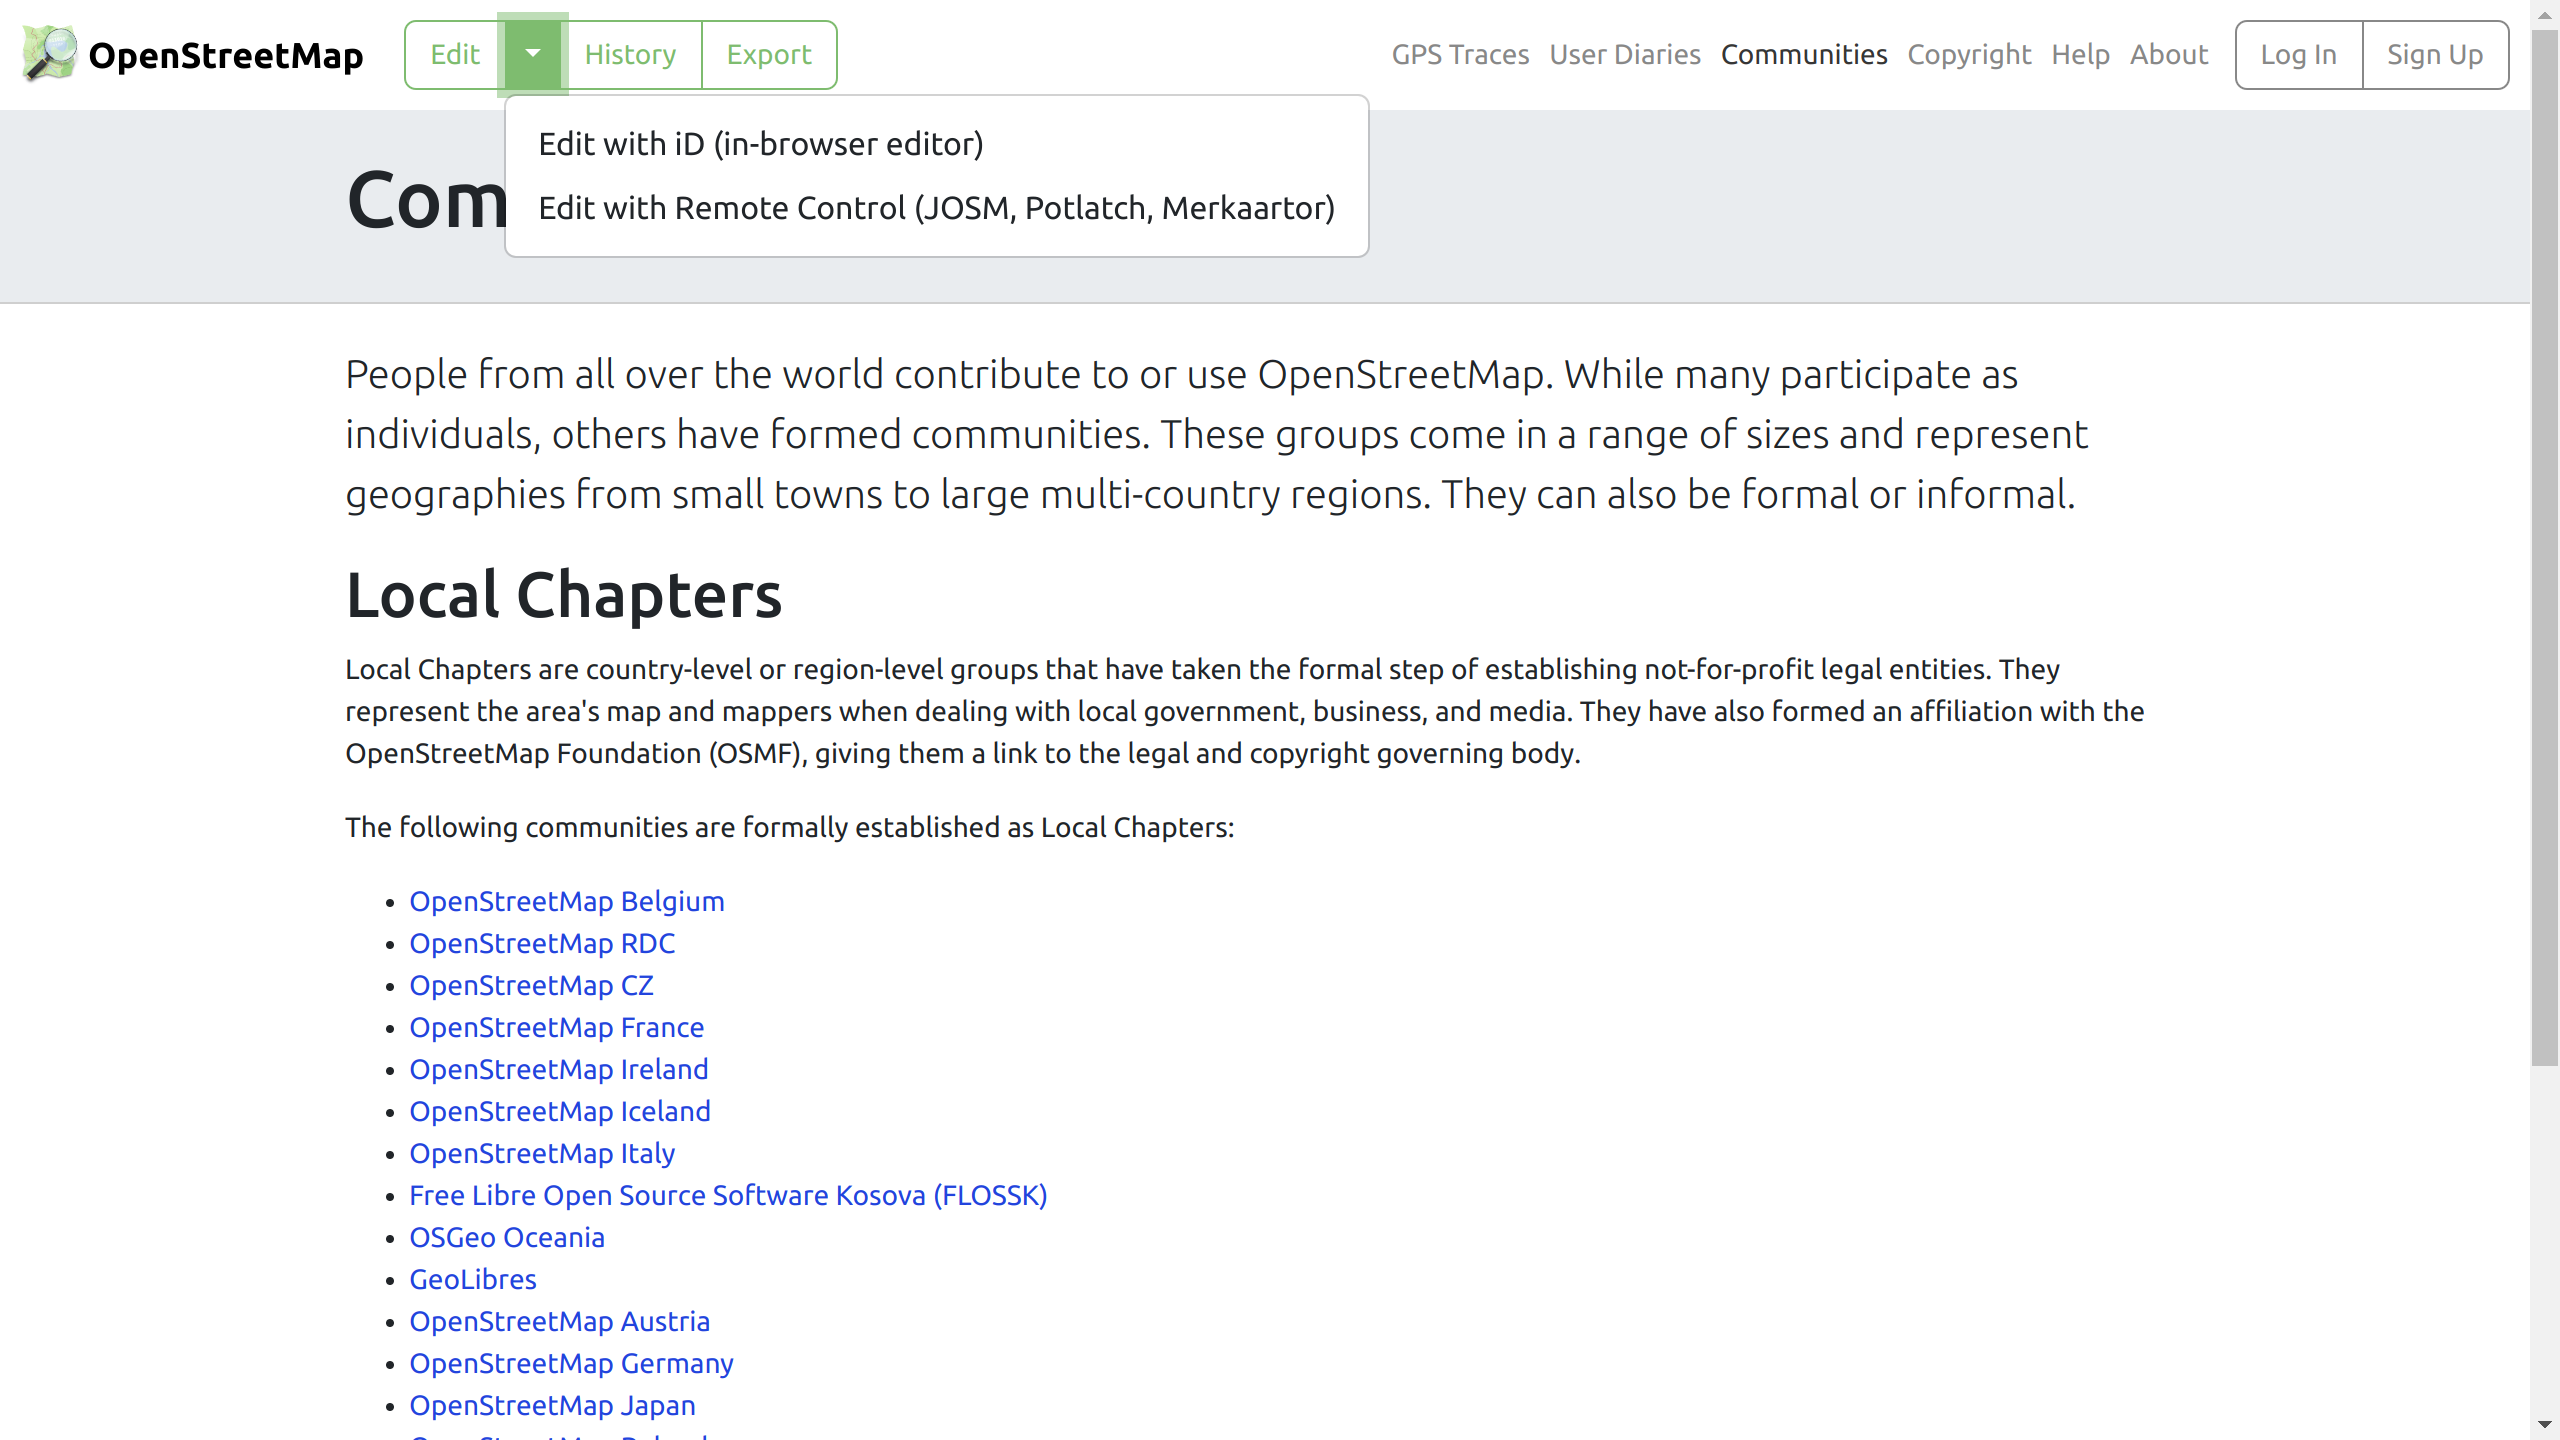 OpenStreetMap
Edit
History
Export
GPS Traces
User Diaries
Communities
Copyright
Help
About
Log In
Sign Up
Edit with iD (in-browser editor)
Edit with Remote Control (JOSM, Potlatch, Merkaartor)
Com
People from all over the world contribute to or use OpenStreetMap. While many participate as
individuals, others have formed communities. These groups come in a range of sizes and represent
geographies from small towns to large multi-country regions. They can also be formal or informal.
Local Chapters
Local Chapters are country-level or region-level groups that have taken the formal step of establishing not-for-profit legal entities. They
represent the area's map and mappers when dealing with local government, business, and media. They have also formed an affiliation with the
OpenStreetMap Foundation (OSMF), giving them a link to the legal and copyright governing body.
The following communities are formally established as Local Chapters:
• OpenStreetMap Belgium
• OpenStreetMap RDC
• OpenStreetMap CZ
• OpenStreetMap France
• OpenStreetMap Ireland
• OpenStreetMap Iceland
• OpenStreetMap Italy
• Free Libre Open Source Software Kosova (FLOSSK)
• OSGeo Oceania
• GeoLibres
• OpenStreetMap Austria
• OpenStreetMap Germany
• OpenStreetMap Japan